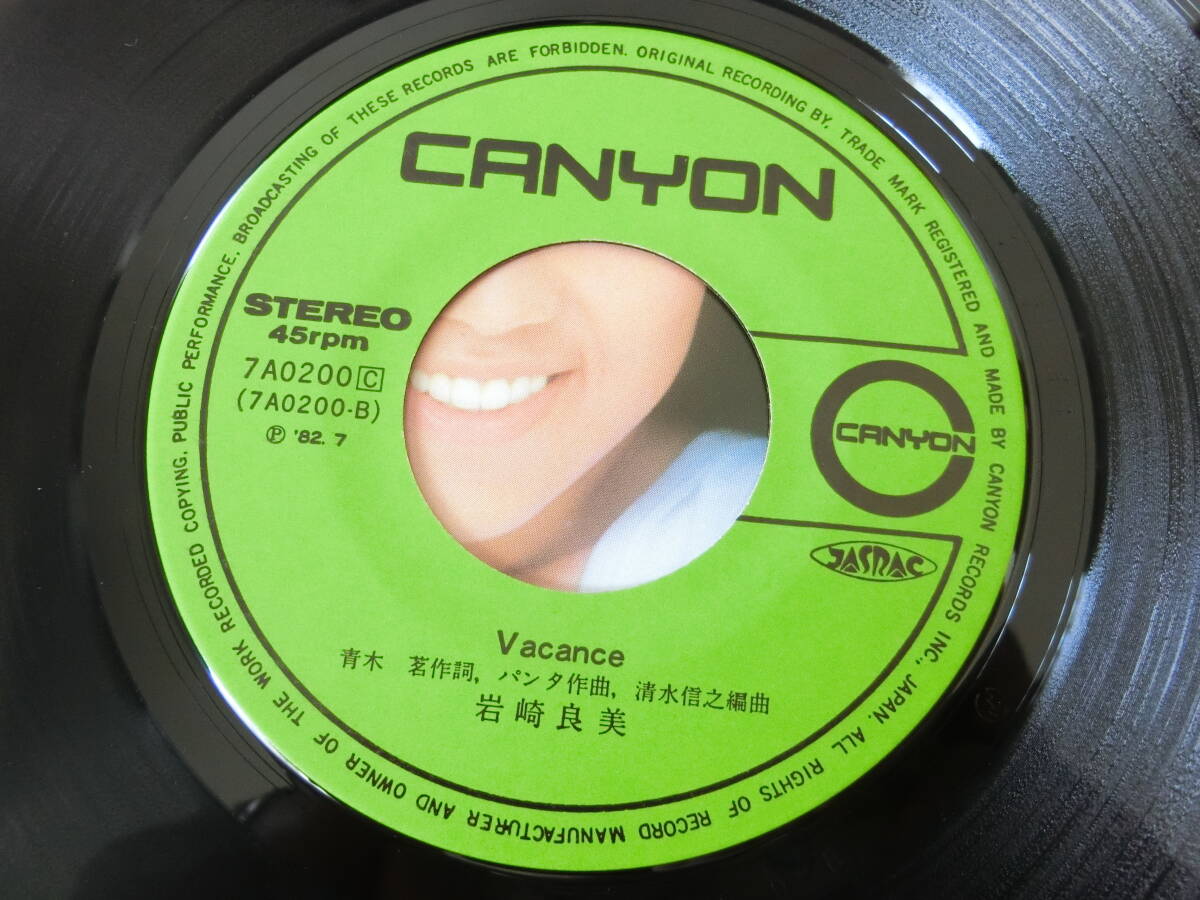 CANYON
STEREO
45rpm
7A0200 C
(7A0200-B)
Ⓟ '82. 7
CANYON
JASRAC
Vacance
青木 茗作詞, パンタ作曲, 清水信之編曲
岩崎良美
ORIGINAL RECORDING BY, TRADE MARK REGISTERED AND MADE BY CANYON RECORDS INC., JAPAN. ALL RIGHTS OF RECORD MANUFACTURER AND OWNER OF THE WORK RECORDED COPYING, PUBLIC PERFORMANCE, BROADCASTING OF THESE RECORDS ARE FORBIDDEN.